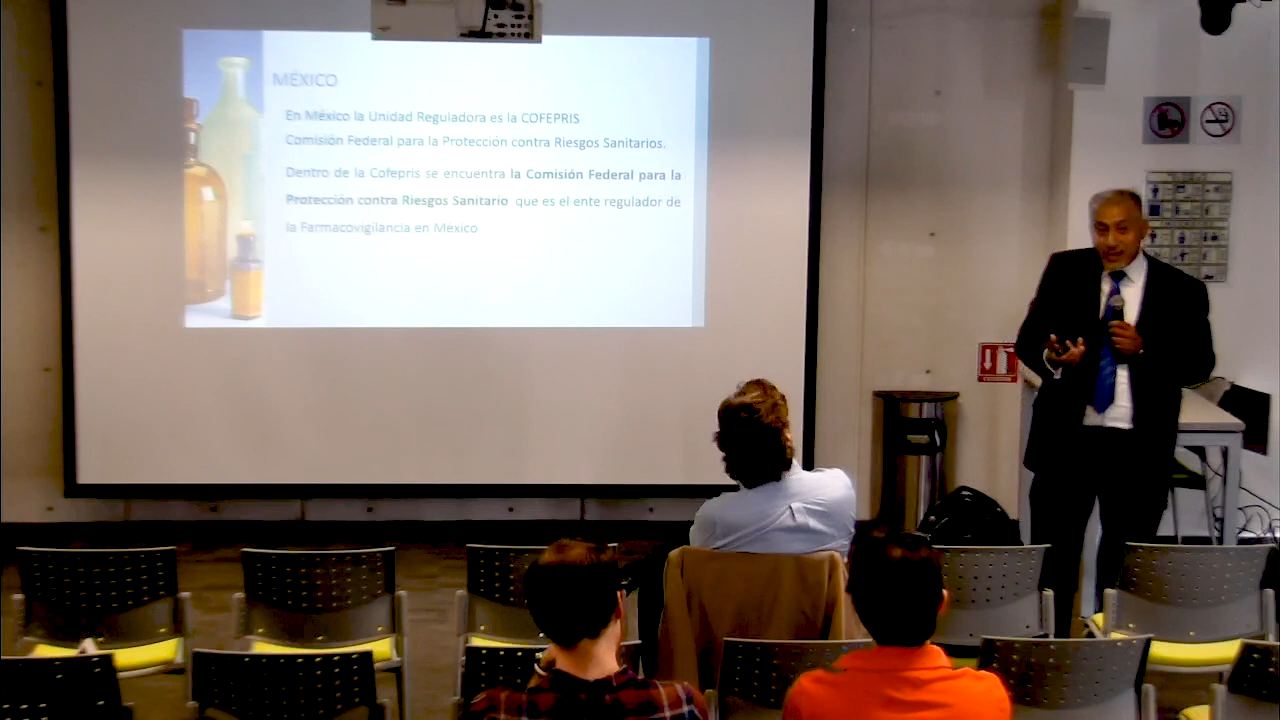 MÉXICO
En México la Unidad Reguladora es la COFEPRIS
Comisión Federal para la Protección contra Riesgos Sanitarios.
Dentro de la Cofepris se encuentra la Comisión Federal para la
Protección contra Riesgos Sanitario que es el ente regulador de
la Farmacovigilancia en Mexico